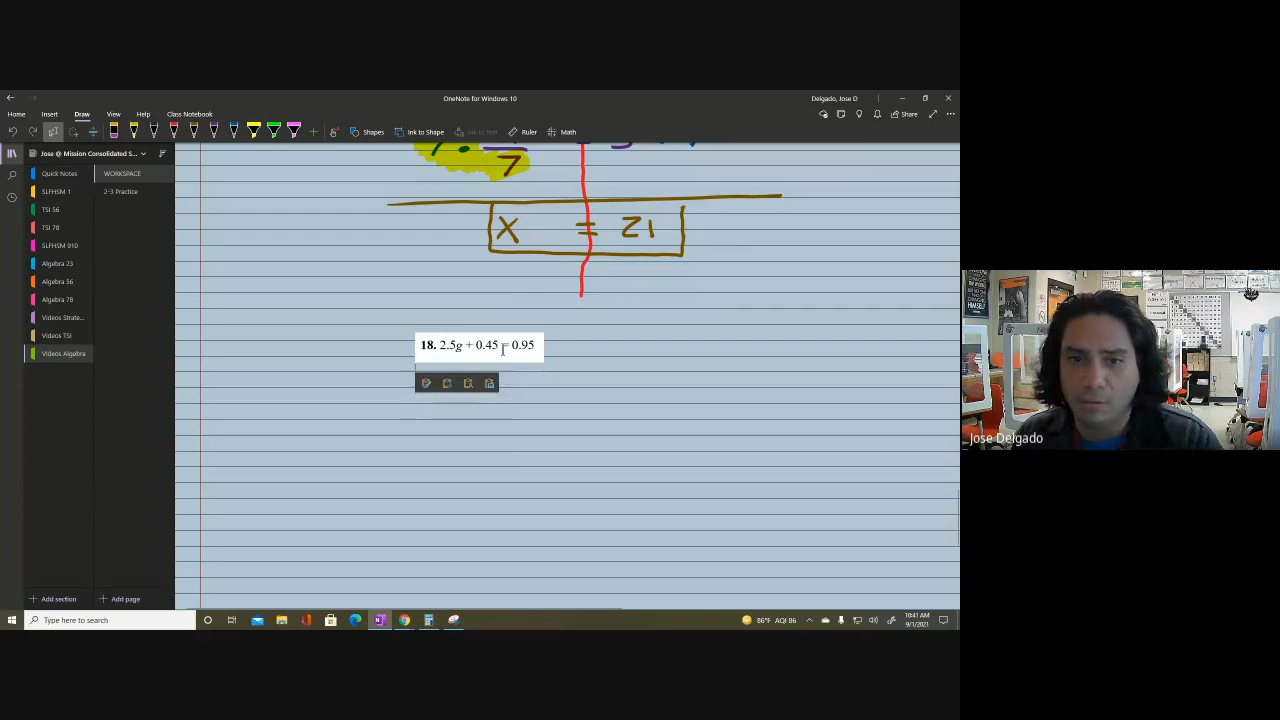 OneNote for Windows 10
Delgado, Jose D
Home Insert Draw View Help Class Notebook
Share
Shapes Ink to Shape Ink to Text Ruler Math
Jose @ Mission Consolidated S...
WORKSPACE
2-3 Practice
Quick Notes
SLFHSM 1
TSI 56
TSI 78
SLFHSM 910
Algebra 23
Algebra 56
Algebra 78
Videos Strate...
Videos TSI
Videos Algebra
7
X = 21
18. 2.5g + 0.45 = 0.95
Jose Delgado
Add section
Add page
Type here to search
86°F AQI 86
10:41 AM
9/1/2021